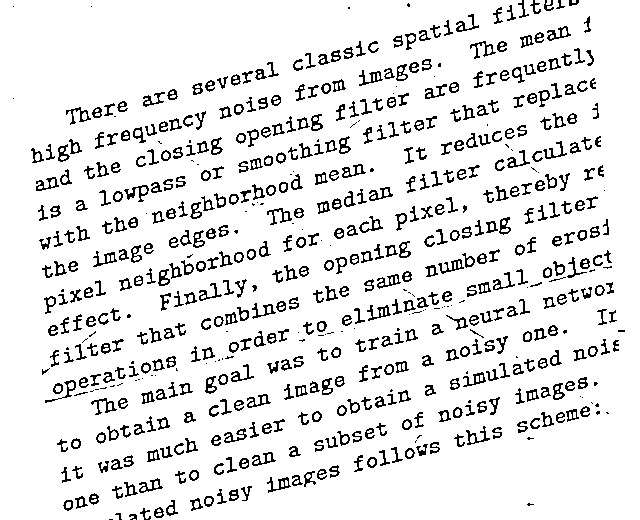 There are several classic spatial filters
high frequency noise from images. The mean
and the closing opening filter are frequently
is a lowpass or smoothing filter that replace
with the neighborhood mean. It reduces the
the image edges. The median filter calculate
pixel neighborhood for each pixel, thereby re
effect. Finally, the opening closing filter
filter that combines the same number of erosi
operations in order to eliminate small object
The main goal was to train a neural networ
to obtain a clean image from a noisy one. In
it was much easier to obtain a simulated nois
one than to clean a subset of noisy images.
lated noisy images follows this scheme: